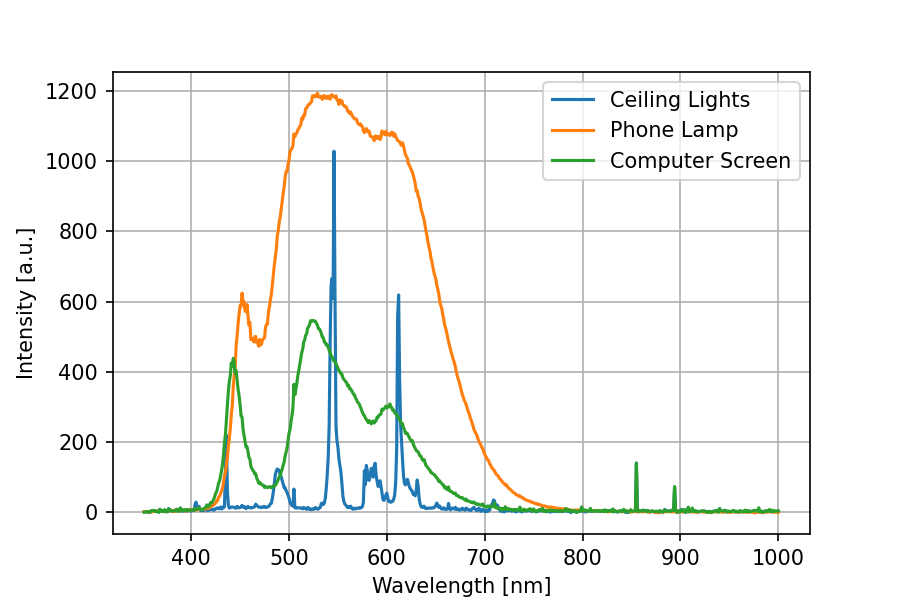 1200
1000
800
600
400
200
0
Intensity [a.u.]
Ceiling Lights
Phone Lamp
Computer Screen
400 500 600 700 800 900 1000
Wavelength [nm]